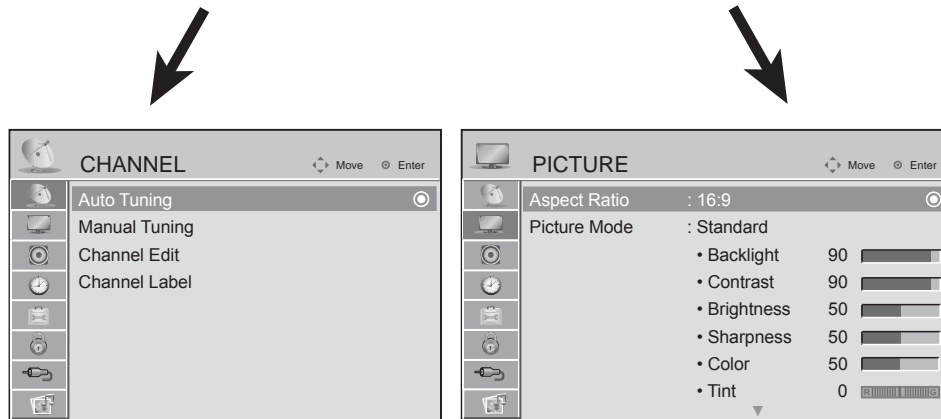 CHANNEL
Move Enter
Auto Tuning
Manual Tuning
Channel Edit
Channel Label
PICTURE
Move Enter
Aspect Ratio : 16:9
Picture Mode : Standard
• Backlight 90
• Contrast 90
• Brightness 50
• Sharpness 50
• Color 50
• Tint 0 R G